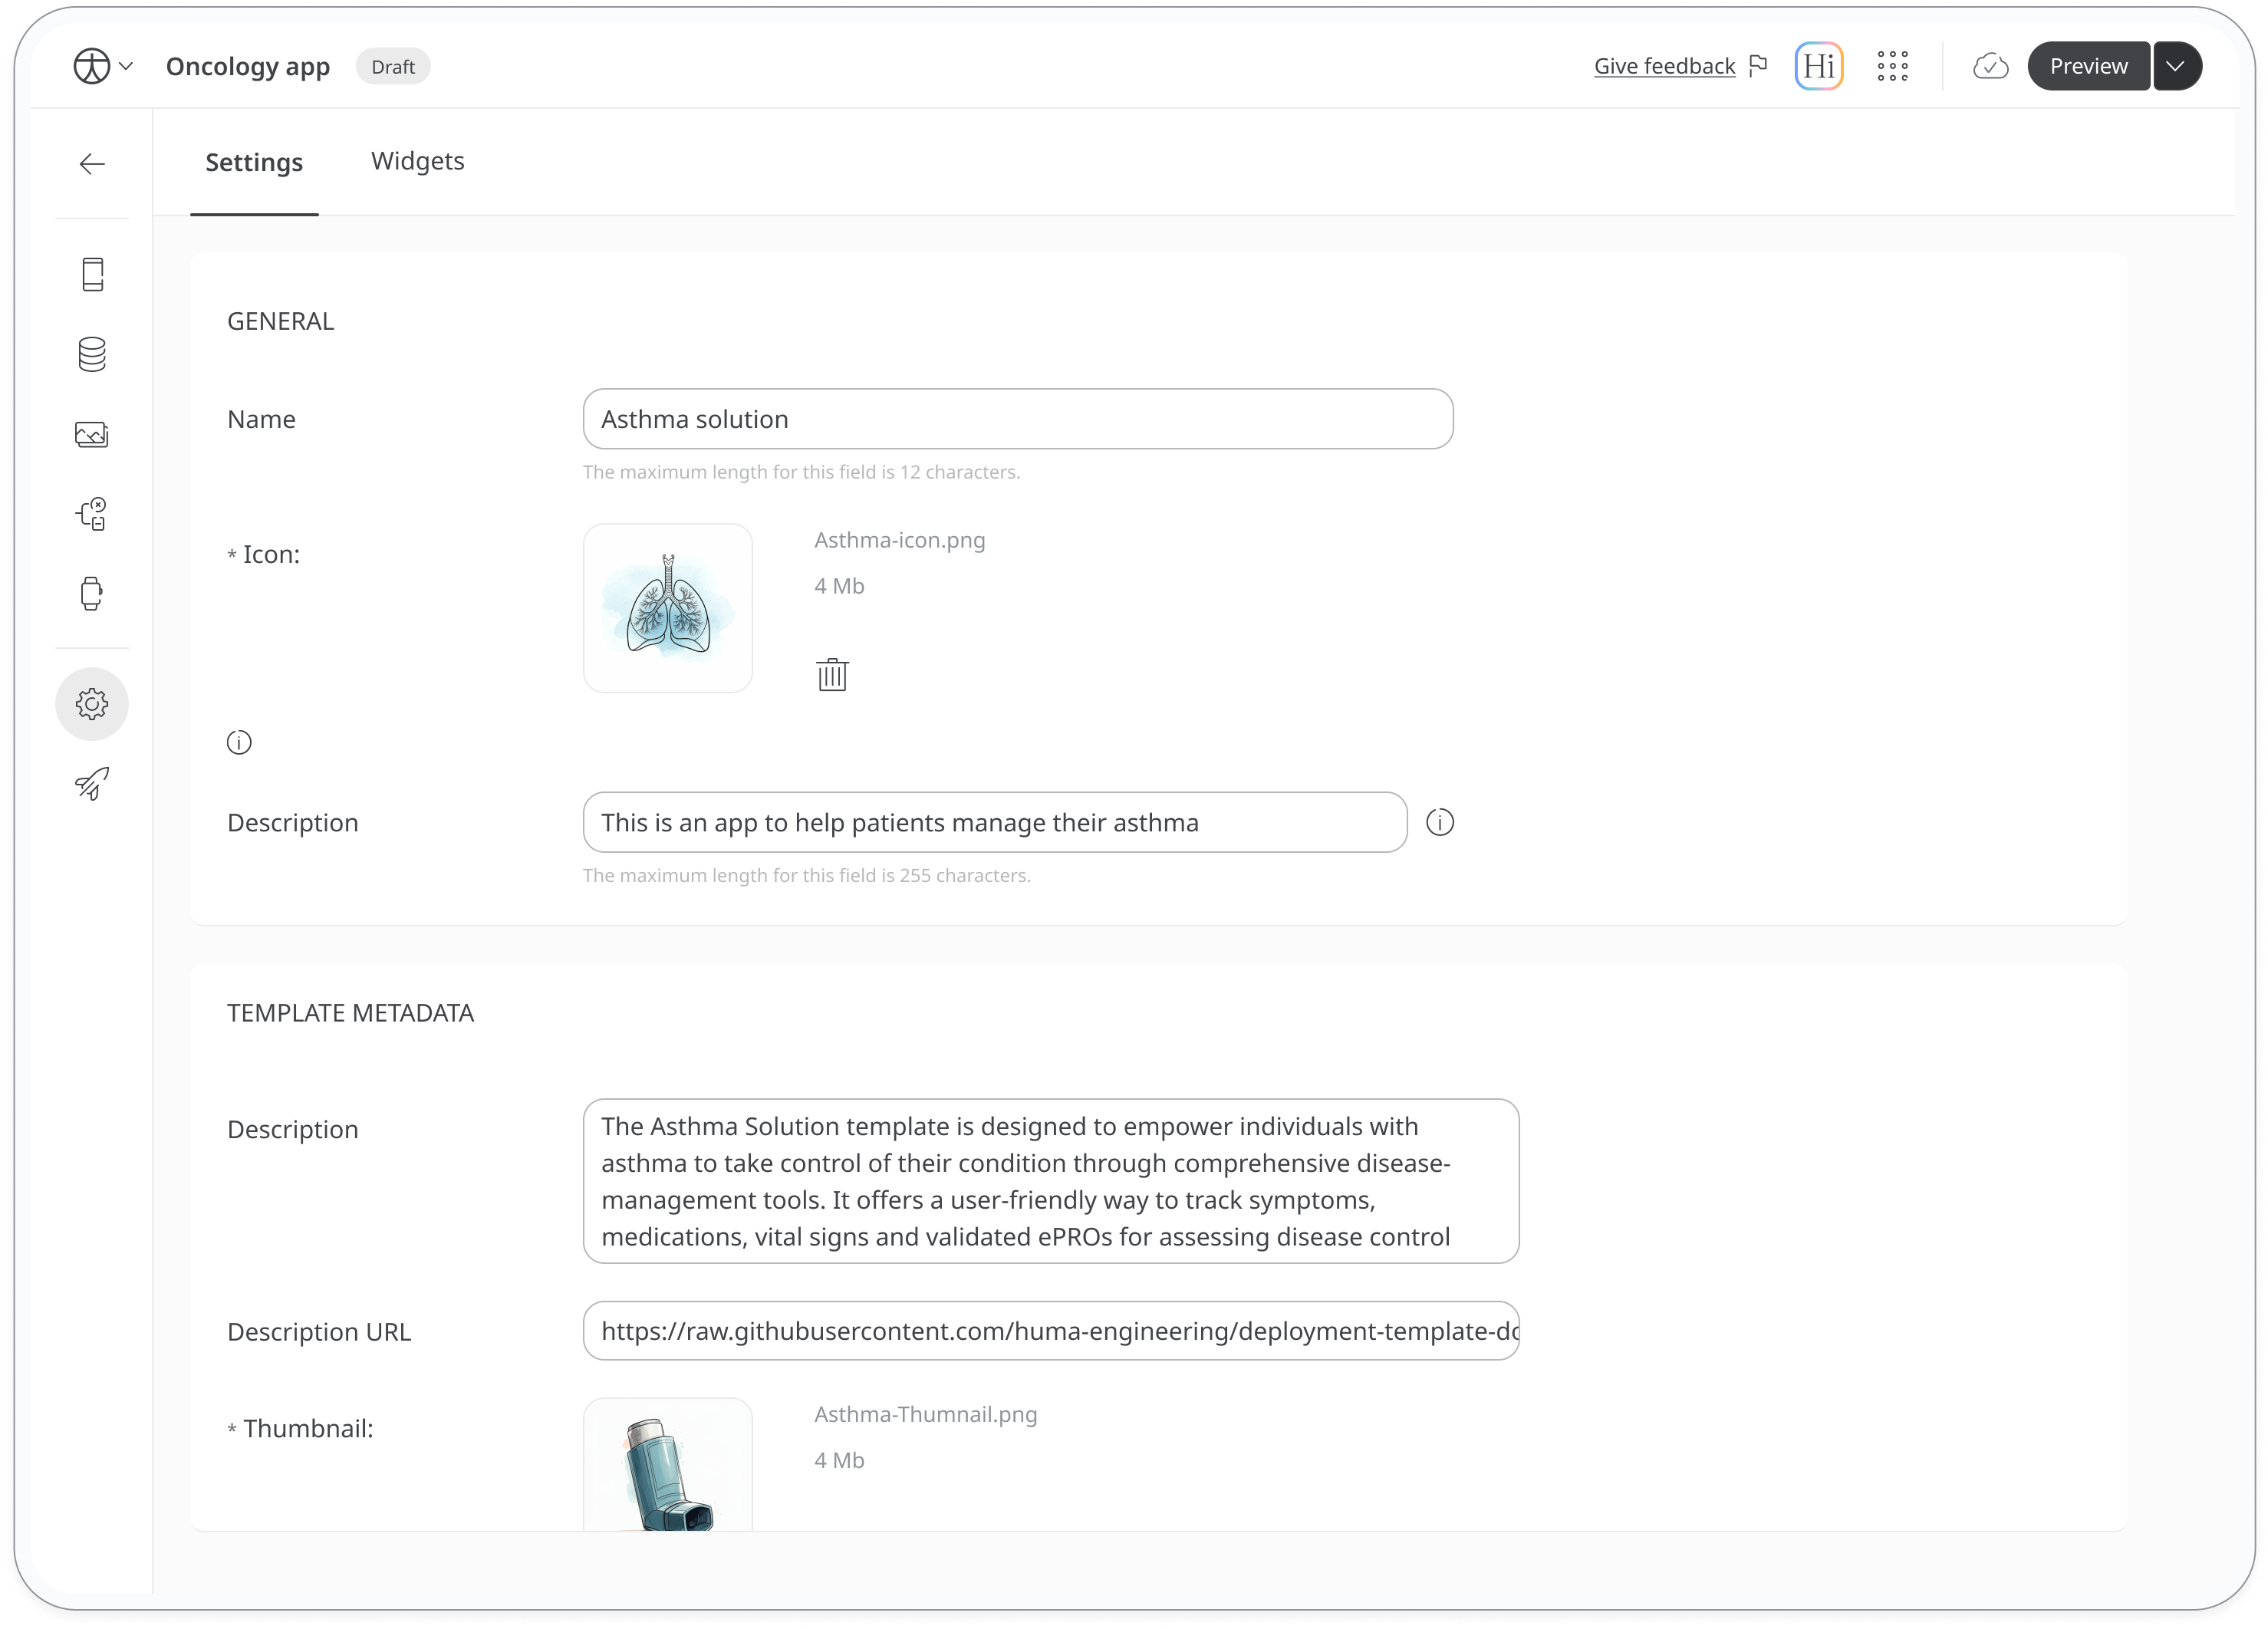 Oncology app
Draft
Give feedback
Hi
Preview
Settings
Widgets
GENERAL
Name
Asthma solution
The maximum length for this field is 12 characters.
* Icon:
Asthma-icon.png
4 Mb
Description
This is an app to help patients manage their asthma
The maximum length for this field is 255 characters.
TEMPLATE METADATA
Description
The Asthma Solution template is designed to empower individuals with
asthma to take control of their condition through comprehensive disease-
management tools. It offers a user-friendly way to track symptoms,
medications, vital signs and validated ePROs for assessing disease control
Description URL
https://raw.githubusercontent.com/huma-engineering/deployment-template-do
* Thumbnail:
Asthma-Thumnail.png
4 Mb